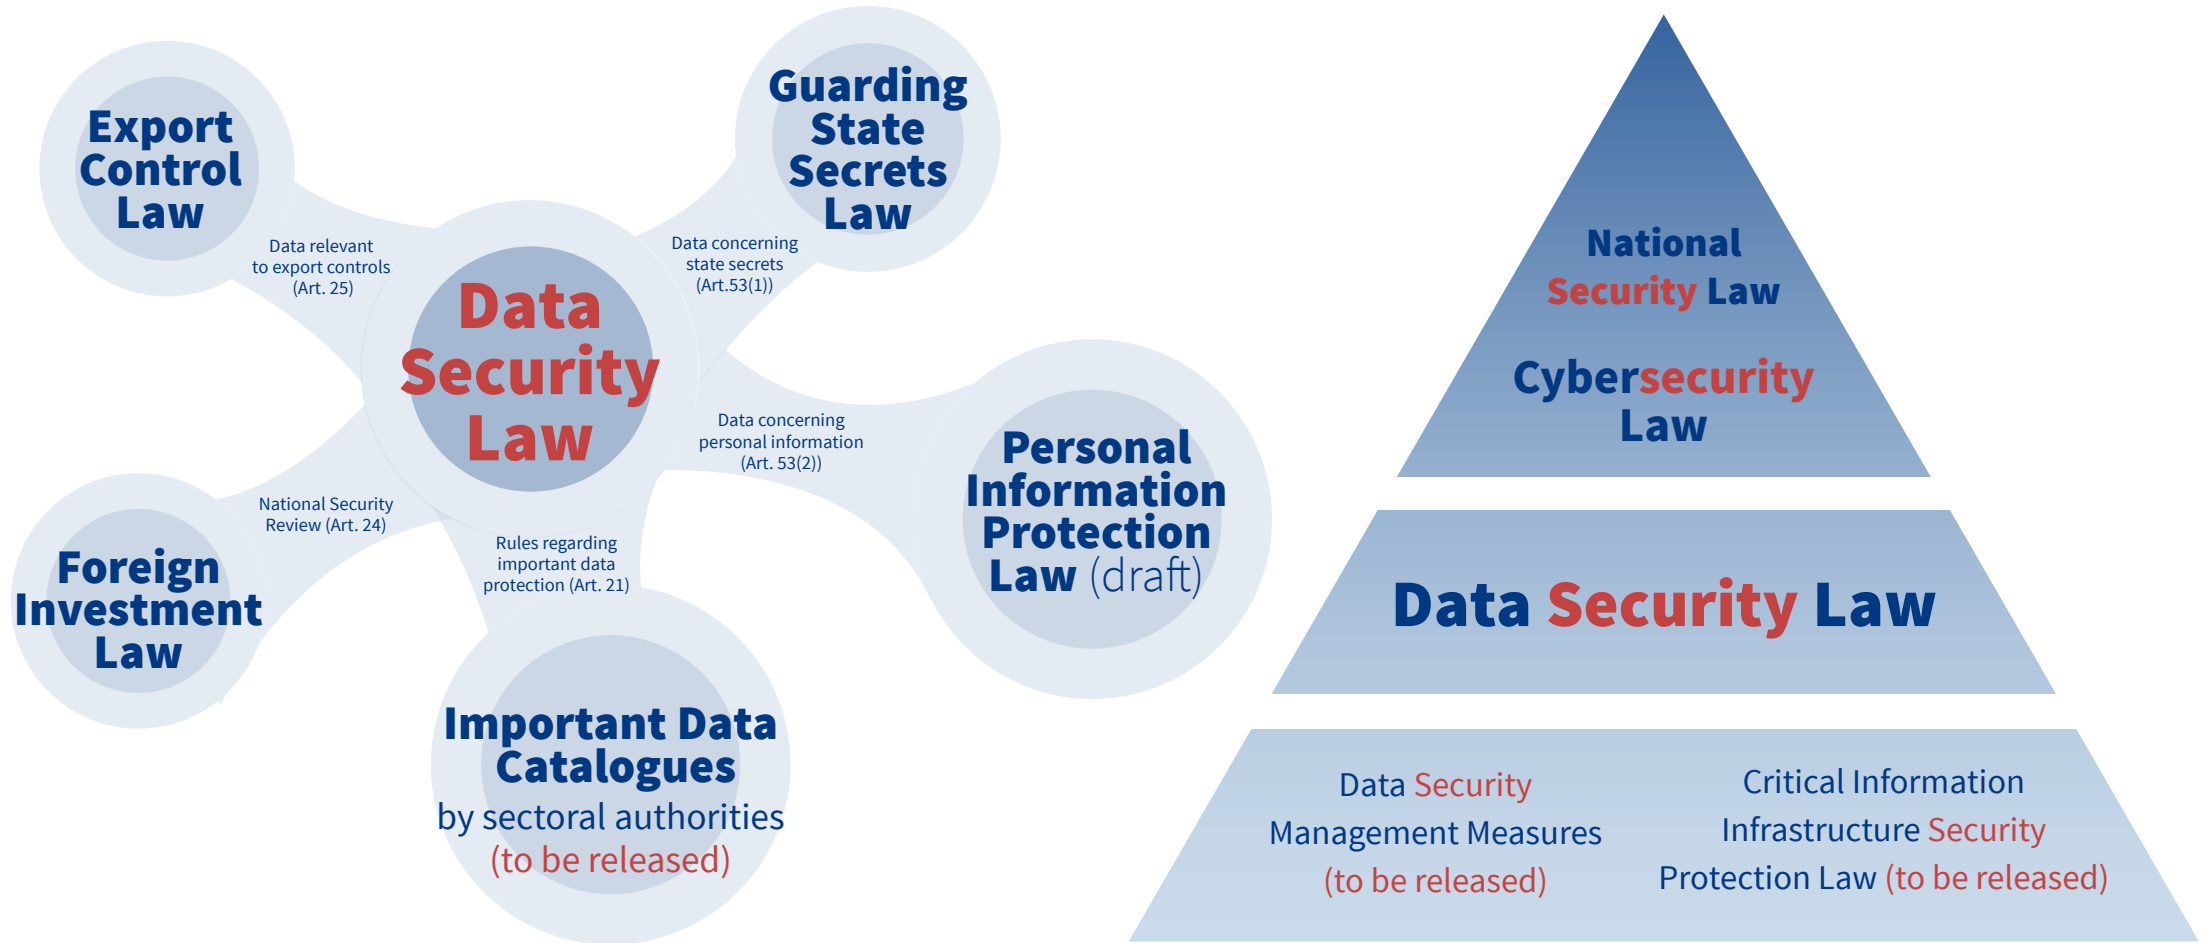 Export
Control
Law
Data relevant
to export controls
(Art. 25)
Guarding
State
Secrets
Law
Data concerning
state secrets
(Art.53(1))
Data
Security
Law
Data concerning
personal information
(Art. 53(2))
Personal
Information
Protection
Law (draft)
National Security
Review (Art. 24)
Foreign
Investment
Law
Rules regarding
important data
protection (Art. 21)
Important Data
Catalogues
by sectoral authorities
(to be released)
National
Security Law
Cybersecurity
Law
Data Security Law
Data Security
Management Measures
(to be released)
Critical Information
Infrastructure Security
Protection Law (to be released)